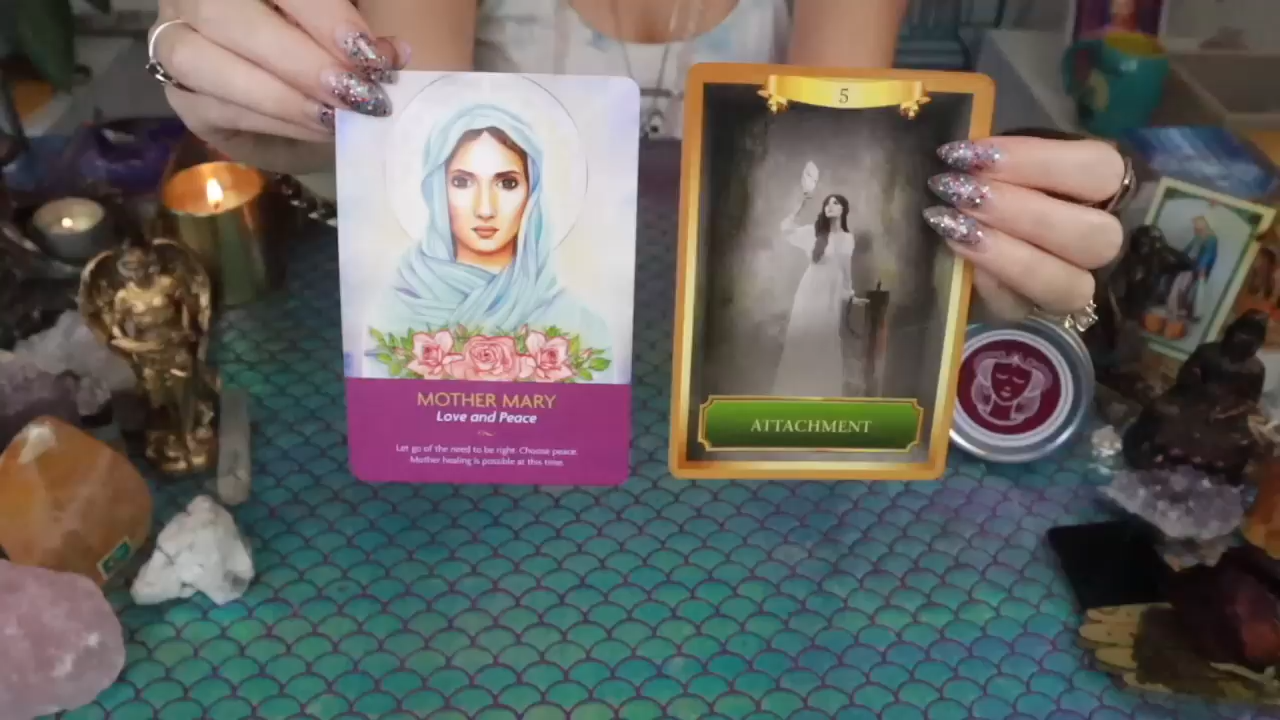 MOTHER MARY
Love and Peace
Let go of the need to be right. Choose peace.
Mother healing is possible at this time.
5
ATTACHMENT